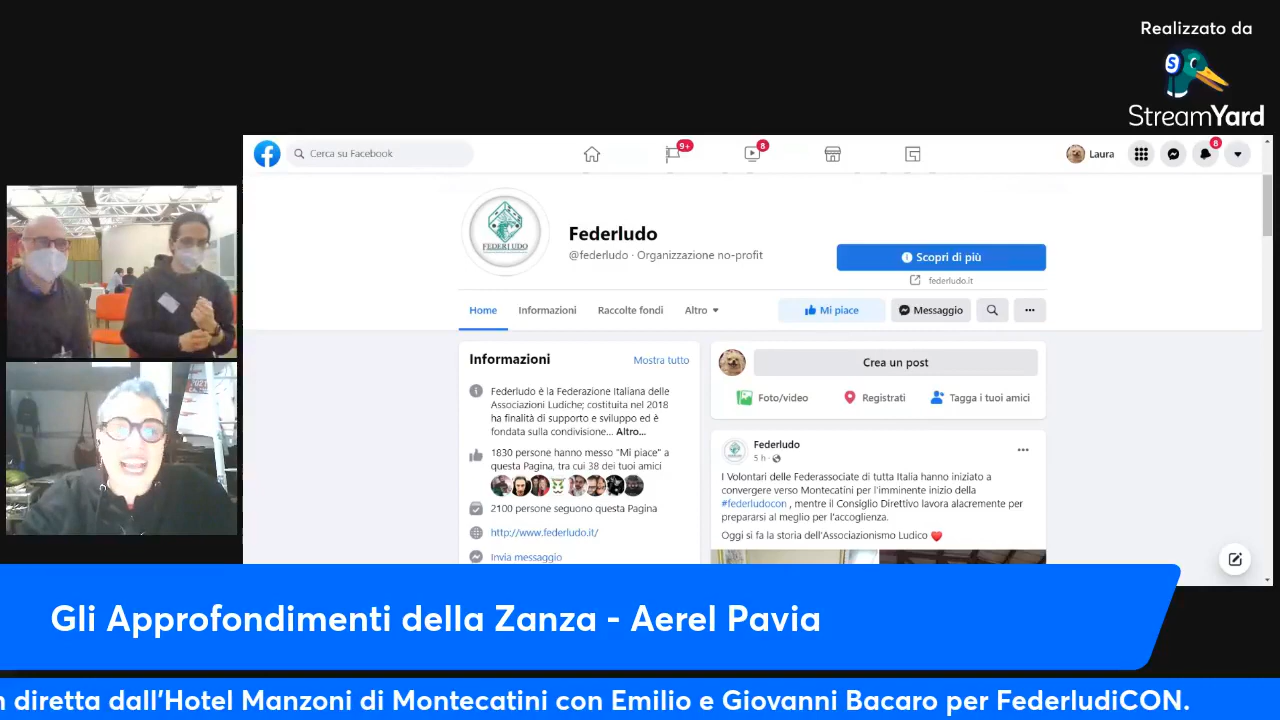 Realizzato da
StreamYard
Cerca su Facebook
9+
8
Laura
8
FEDERLUDO
Federludo
@federludo · Organizzazione no-profit
Scopri di più
federludo.it
Home
Informazioni
Raccolte fondi
Altro
Mi piace
Messaggio
Informazioni
Mostra tutto
Federludo è la Federazione Italiana delle
Associazioni Ludiche; costituita nel 2018
ha finalità di supporto e sviluppo ed è
fondata sulla condivisione... Altro...
1830 persone hanno messo "Mi piace" a
questa Pagina, tra cui 38 dei tuoi amici
2100 persone seguono questa Pagina
http://www.federludo.it/
Invia messaggio
Crea un post
Foto/video
Registrati
Tagga i tuoi amici
Federludo
5 h ·
I Volontari delle Federassociate di tutta Italia hanno iniziato a
convergere verso Montecatini per l'imminente inizio della
#federludocon , mentre il Consiglio Direttivo lavora alacremente per
prepararsi al meglio per l'accoglienza.
Oggi si fa la storia dell'Associazionismo Ludico
Gli Approfondimenti della Zanza - Aerel Pavia
n diretta dall'Hotel Manzoni di Montecatini con Emilio e Giovanni Bacaro per FederludiCON.